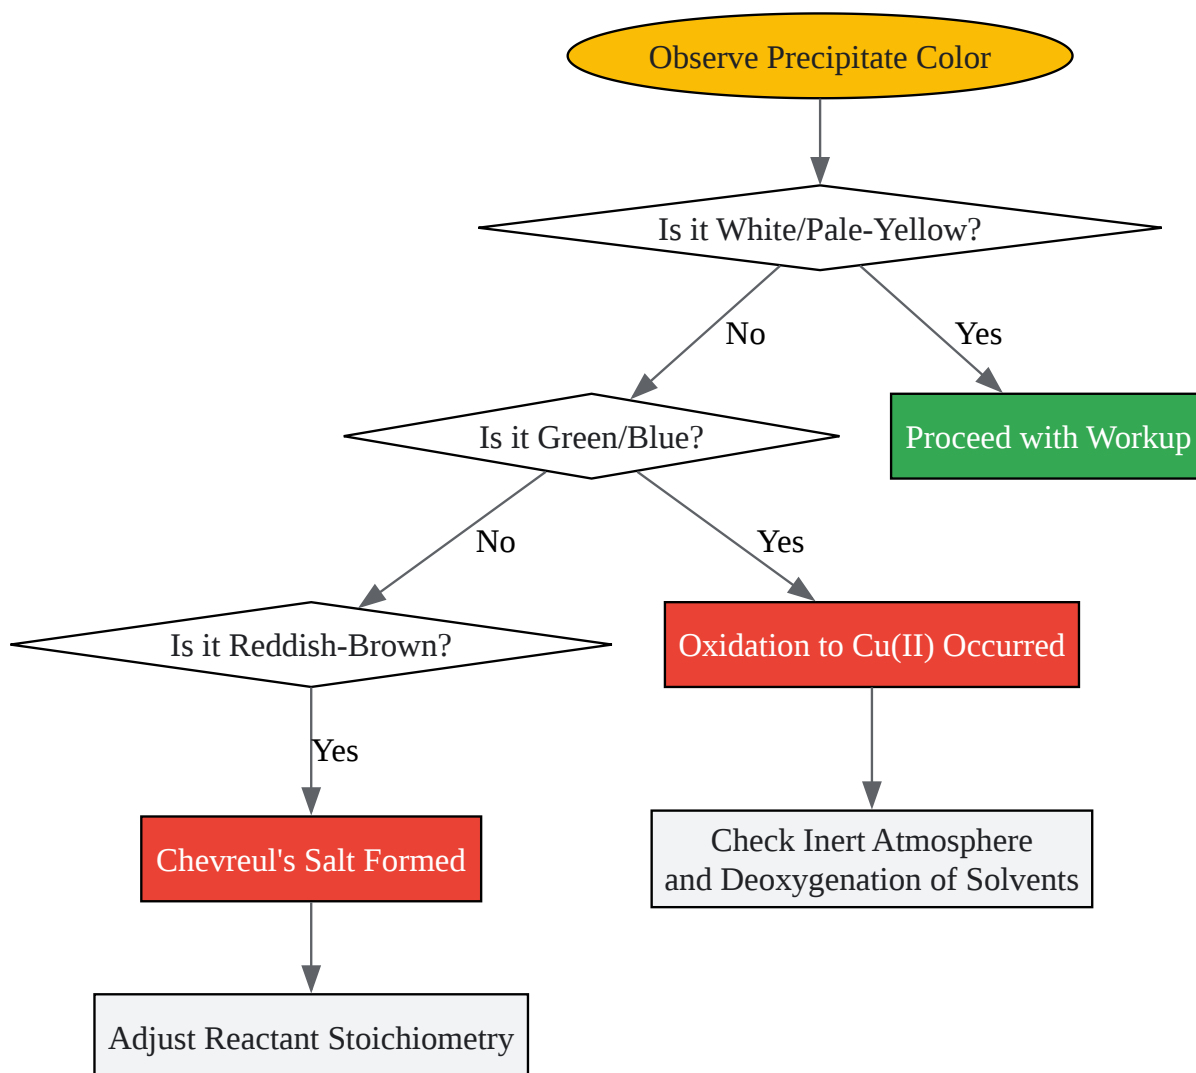 Observe Precipitate Color
Is it White/Pale-Yellow?
No
Yes
Is it Green/Blue?
Proceed with Workup
No
Yes
Is it Reddish-Brown?
Oxidation to Cu(II) Occurred
Yes
Chevreul's Salt Formed
Check Inert Atmosphere
and Deoxygenation of Solvents
Adjust Reactant Stoichiometry